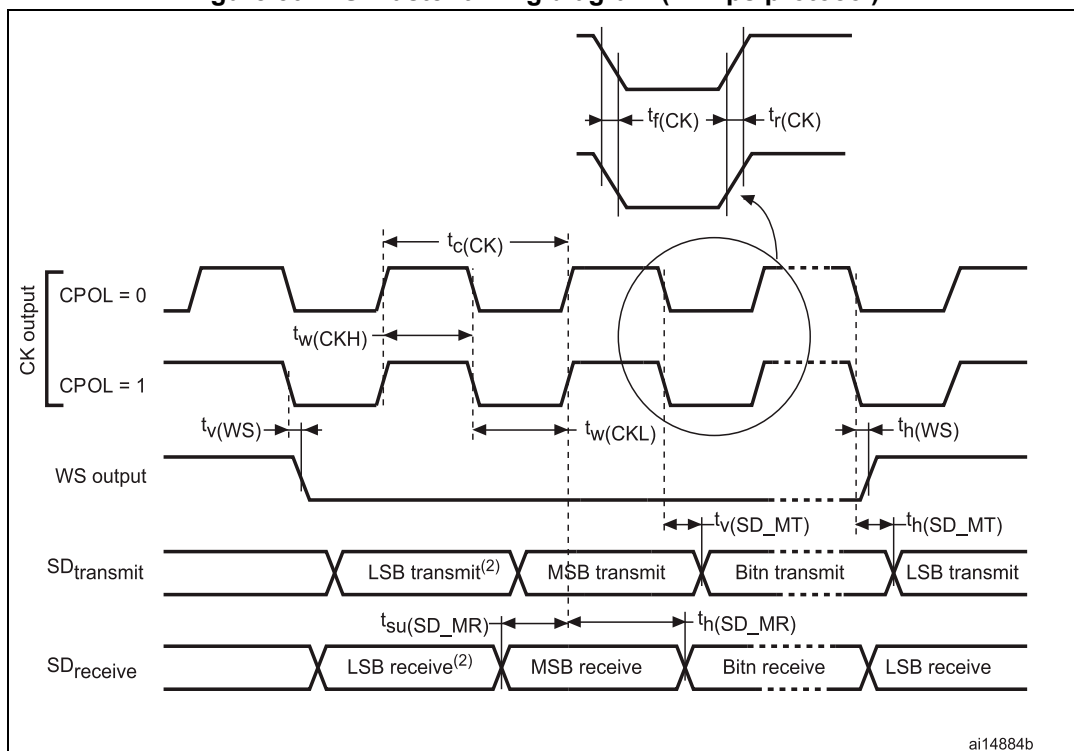 tf(CK)
tr(CK)
tc(CK)
CK output
CPOL = 0
tw(CKH)
CPOL = 1
tv(WS)
tw(CKL)
th(WS)
WS output
tv(SD_MT)
th(SD_MT)
SDtransmit
LSB transmit(2)
MSB transmit
Bitn transmit
LSB transmit
tsu(SD_MR)
th(SD_MR)
SDreceive
LSB receive(2)
MSB receive
Bitn receive
LSB receive
ai14884b